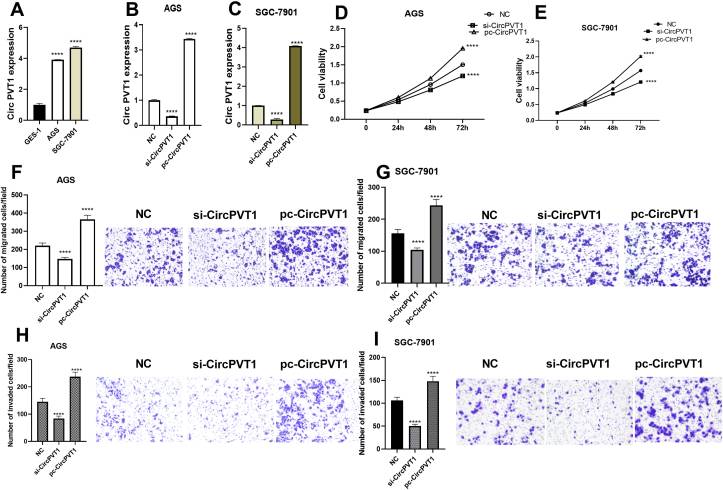 A
Circ PVT1 expression
6
4
2
0
****
****
GES-1
AGS
SGC-7901
B
AGS
Circ PVT1 expression
4
3
2
1
0
****
****
NC
si-CircPVT1
pc-CircPVT1
C
SGC-7901
Circ PVT1 expression
5
4
3
2
1
0
****
****
NC
si-CircPVT1
pc-CircPVT1
D
AGS
NC
si-CircPVT1
pc-CircPVT1
Cell viability
2.5
2.0
1.5
1.0
0.5
0.0
****
****
0 24h 48h 72h
E
SGC-7901
NC
si-CircPVT1
pc-CircPVT1
Cell viability
2.5
2.0
1.5
1.0
0.5
0.0
****
****
0 24h 48h 72h
F
AGS
Number of migrated cells/field
500
400
300
200
100
0
****
****
NC
si-CircPVT1
pc-CircPVT1
NC si-CircPVT1 pc-CircPVT1
G
SGC-7901
Number of migrated cells/field
300
200
100
0
****
****
NC
si-CircPVT1
pc-CircPVT1
NC si-CircPVT1 pc-CircPVT1
H
AGS
Number of invaded cells/field
300
200
100
0
****
****
NC
si-CircPVT1
pc-CircPVT1
NC si-CircPVT1 pc-CircPVT1
I
SGC-7901
Number of invaded cells/field
200
150
100
50
0
****
****
NC
si-CircPVT1
pc-CircPVT1
NC si-CircPVT1 pc-CircPVT1